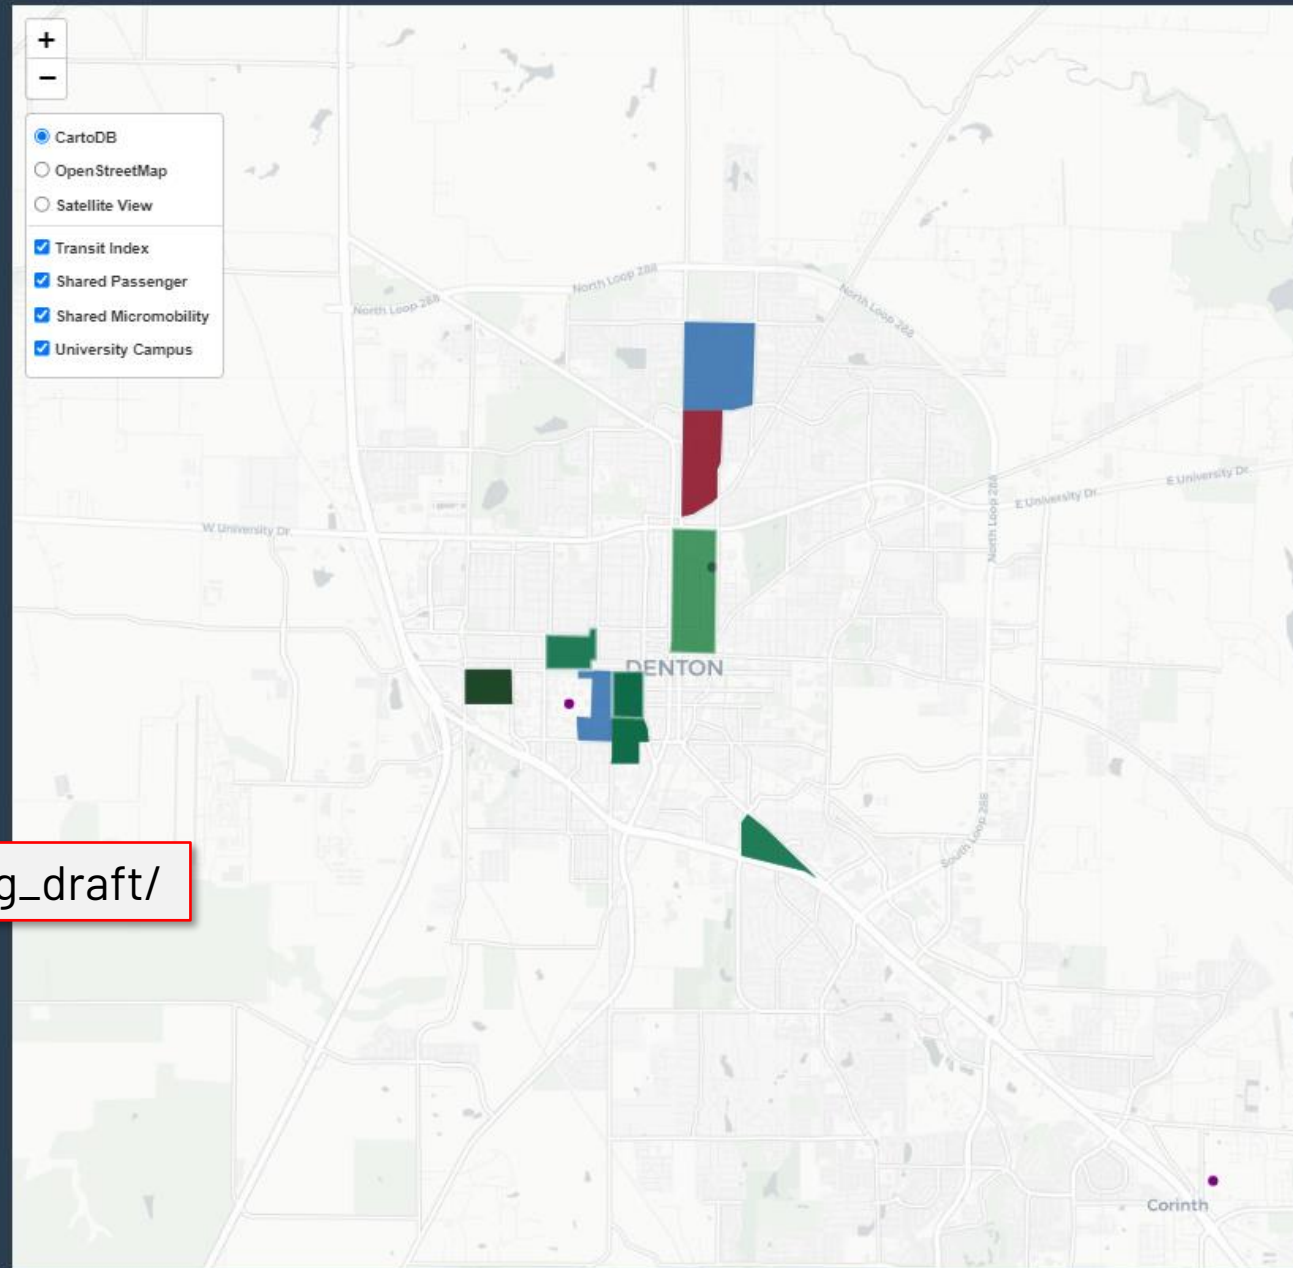 +
−
CartoDB
OpenStreetMap
Satellite View
Transit Index
Shared Passenger
Shared Micromobility
University Campus
North Loop 288
North Loop 288
North Loop 288
North Loop 288
E University Dr
E University Dr
W University Dr
DENTON
South Loop 288
g_draft/
Corinth